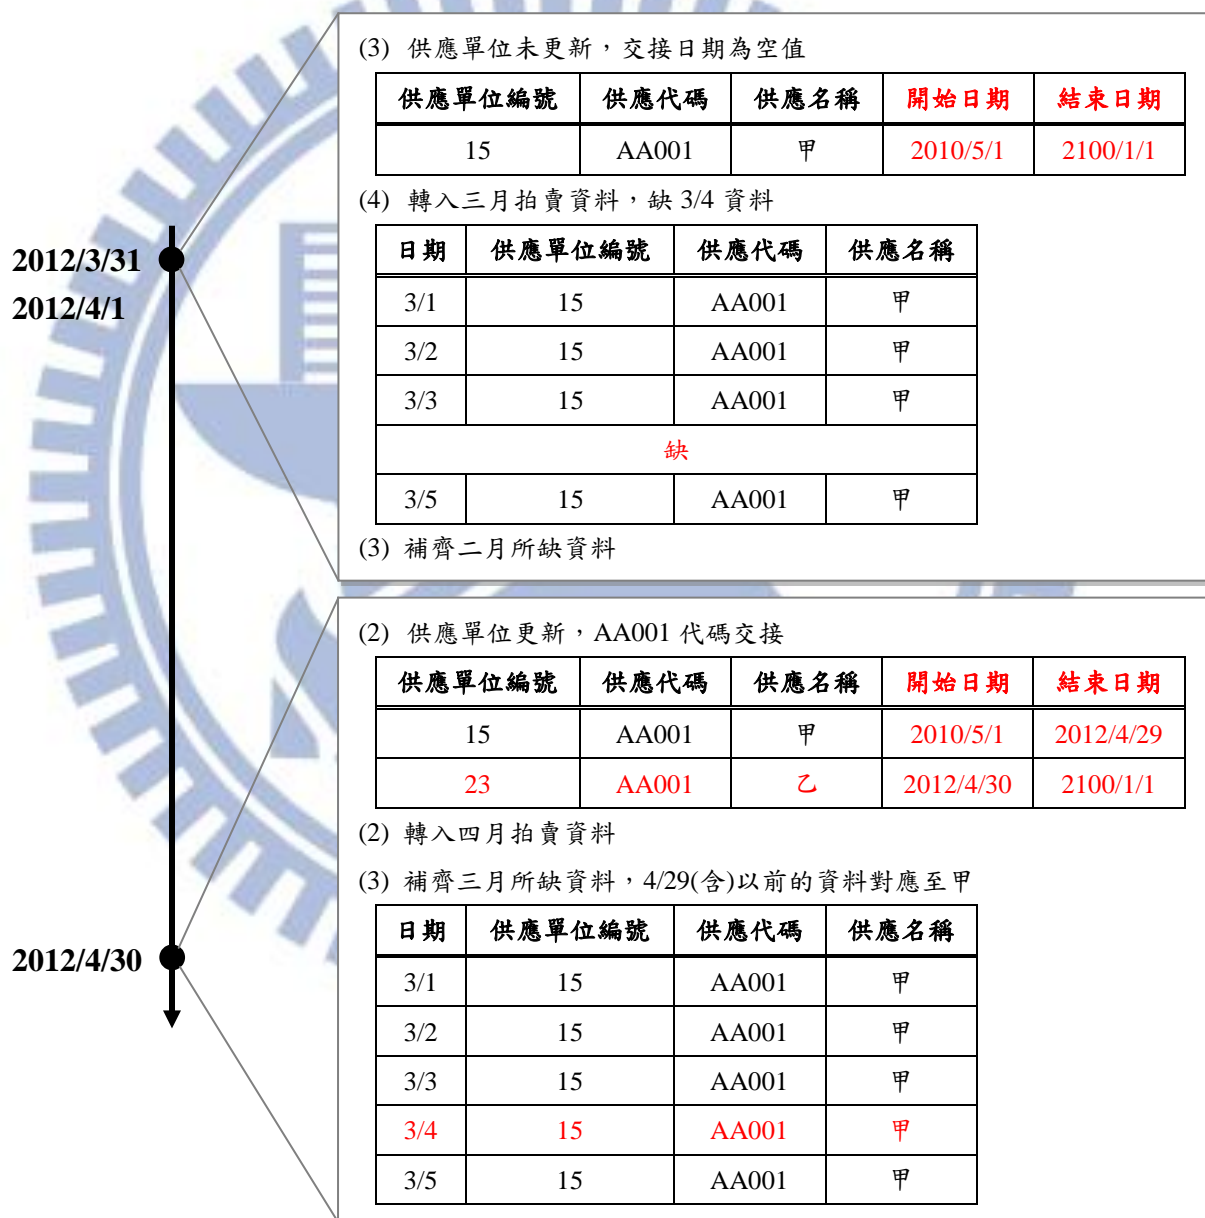 (3) 供應單位未更新，交接日期為空值
供應單位編號 供應代碼 供應名稱 開始日期 結束日期
15 AA001 甲 2010/5/1 2100/1/1
(4) 轉入三月拍賣資料，缺 3/4 資料
日期 供應單位編號 供應代碼 供應名稱
3/1 15 AA001 甲
3/2 15 AA001 甲
3/3 15 AA001 甲
缺
3/5 15 AA001 甲
(3) 補齊二月所缺資料
2012/3/31
2012/4/1
(2) 供應單位更新，AA001 代碼交接
供應單位編號 供應代碼 供應名稱 開始日期 結束日期
15 AA001 甲 2010/5/1 2012/4/29
23 AA001 乙 2012/4/30 2100/1/1
(2) 轉入四月拍賣資料
(3) 補齊三月所缺資料，4/29(含)以前的資料對應至甲
日期 供應單位編號 供應代碼 供應名稱
3/1 15 AA001 甲
3/2 15 AA001 甲
3/3 15 AA001 甲
3/4 15 AA001 甲
3/5 15 AA001 甲
2012/4/30